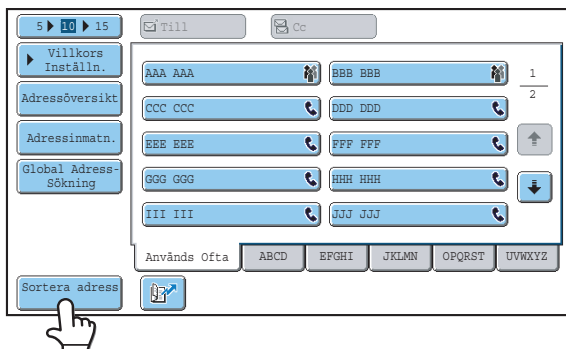 5 10 15
Till
Cc
Villkors
Inställn.
Adressöversikt
Adressinmatn.
Global Adress-
Sökning
AAA AAA
BBB BBB
CCC CCC
DDD DDD
EEE EEE
FFF FFF
GGG GGG
HHH HHH
III III
JJJ JJJ
1
2
Används Ofta
ABCD
EFGHI
JKLMN
OPQRST
UVWXYZ
Sortera adress